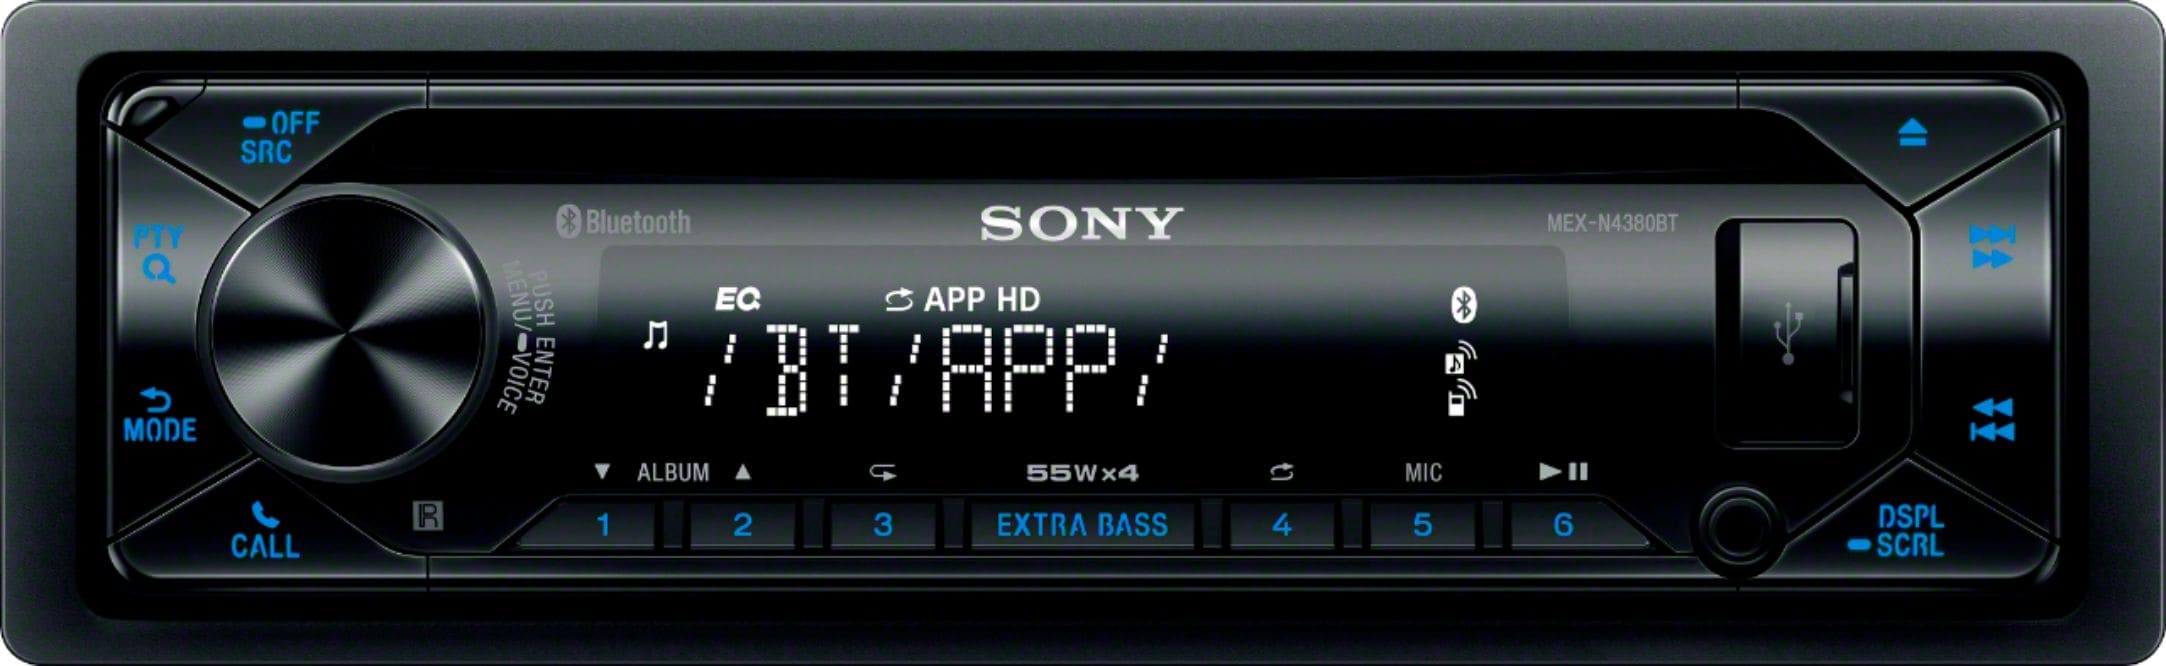 OFF
SRC
PTY
Bluetooth
SONY
MEX-N4380BT
PUSH ENTER
MENU/VOICE
EQ
APP HD
/BT/APP/
MODE
ALBUM
55W×4
MIC
R
CALL
1
2
3
EXTRA BASS
4
5
6
DSPL
SCRL